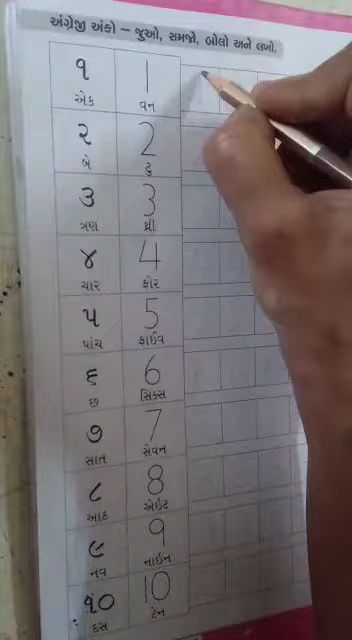 અંગ્રેજી અંકો – જુઓ, સમજો, બોલો અને લખો.
૧ 1
એક વન
૨ 2
બે ટુ
૩ 3
ત્રણ થ્રી
૪ 4
ચાર ફોર
૫ 5
પાંચ ફાઈવ
૬ 6
છ સિક્સ
૭ 7
સાત સેવન
૮ 8
આઠ એઈટ
૯ 9
નવ નાઈન
૧૦ 10
દસ ટેન